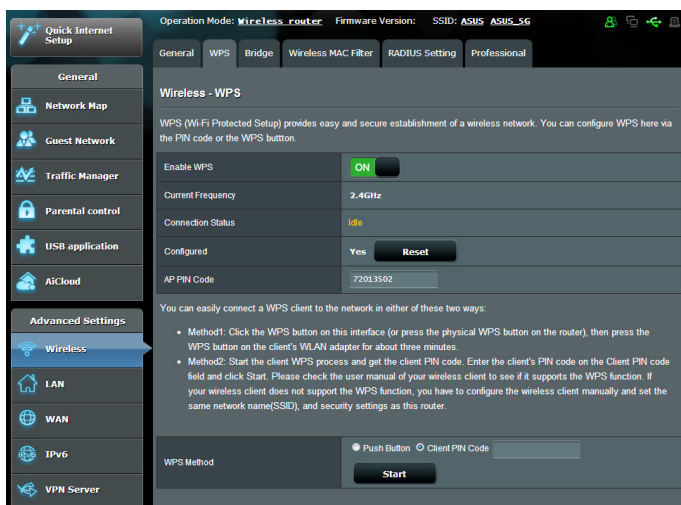 Quick Internet
Setup
General
Network Map
Guest Network
Traffic Manager
Parental control
USB application
AiCloud
Advanced Settings
Wireless
LAN
WAN
IPv6
VPN Server
Operation Mode: Wireless router Firmware Version: SSID: ASUS ASUS_5G
General WPS Bridge Wireless MAC Filter RADIUS Setting Professional
Wireless - WPS
WPS (Wi-Fi Protected Setup) provides easy and secure establishment of a wireless network. You can configure WPS here via
the PIN code or the WPS buttton.
Enable WPS ON
Current Frequency 2.4GHz
Connection Status Idle
Configured Yes Reset
AP PIN Code 72013502
You can easily connect a WPS client to the network in either of these two ways:
• Method1: Click the WPS button on this interface (or press the physical WPS button on the router), then press the
WPS button on the client's WLAN adapter for about three minutes.
• Method2: Start the client WPS process and get the client PIN code. Enter the client's PIN code on the Client PIN code
field and click Start. Please check the user manual of your wireless client to see if it supports the WPS function. If
your wireless client does not support the WPS function, you have to configure the wireless client manually and set the
same network name(SSID), and security settings as this router.
WPS Method Push Button Client PIN Code
Start